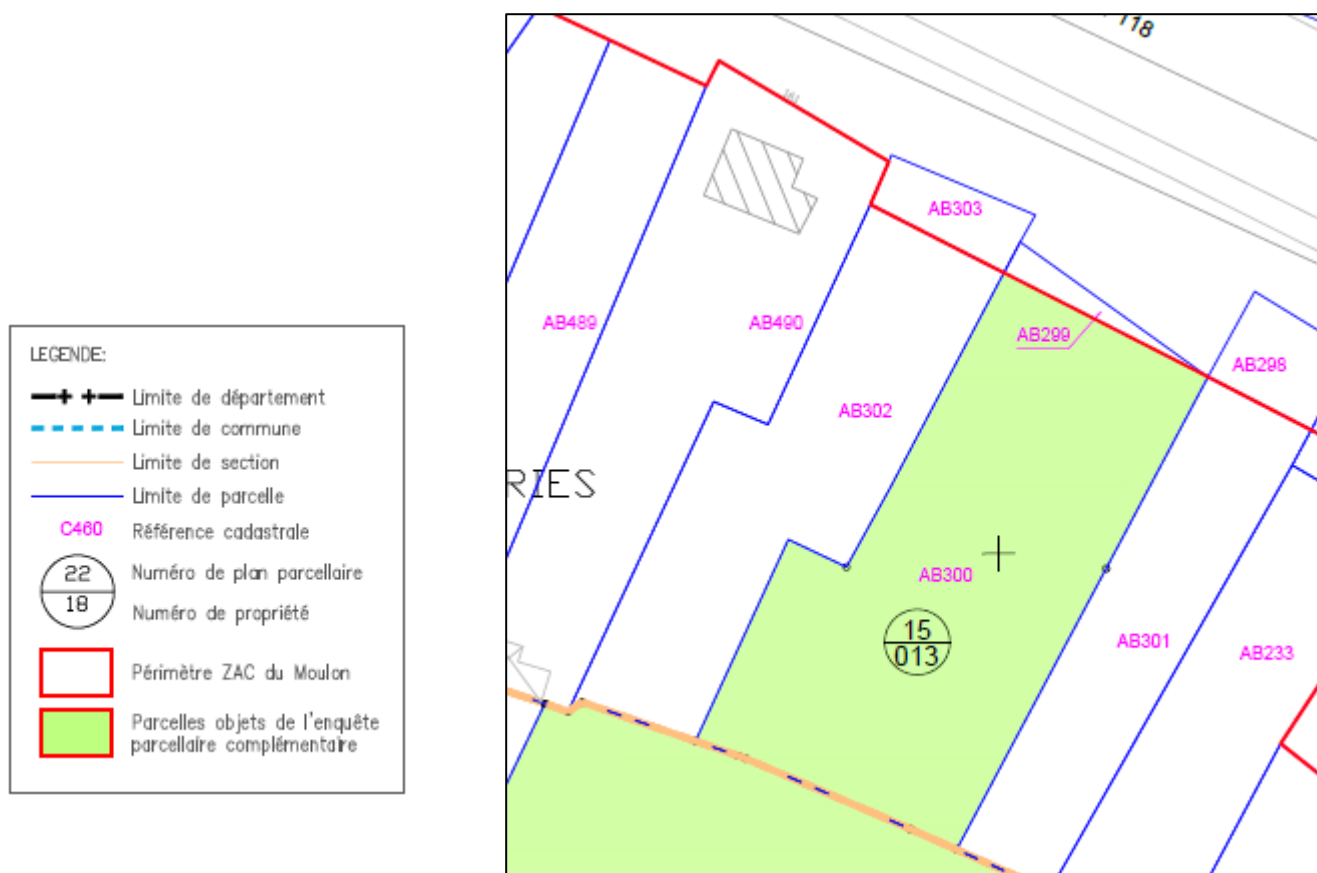 LEGENDE:
Limite de département
Limite de commune
Limite de section
Limite de parcelle
C460 Référence cadastrale
22 Numéro de plan parcellaire
18 Numéro de propriété
Périmètre ZAC du Moulon
Parcelles objets de l'enquête
parcellaire complémentaire
118
AB303
AB489
AB490
AB299
AB298
AB302
RIES
AB300
15
013
AB301
AB233